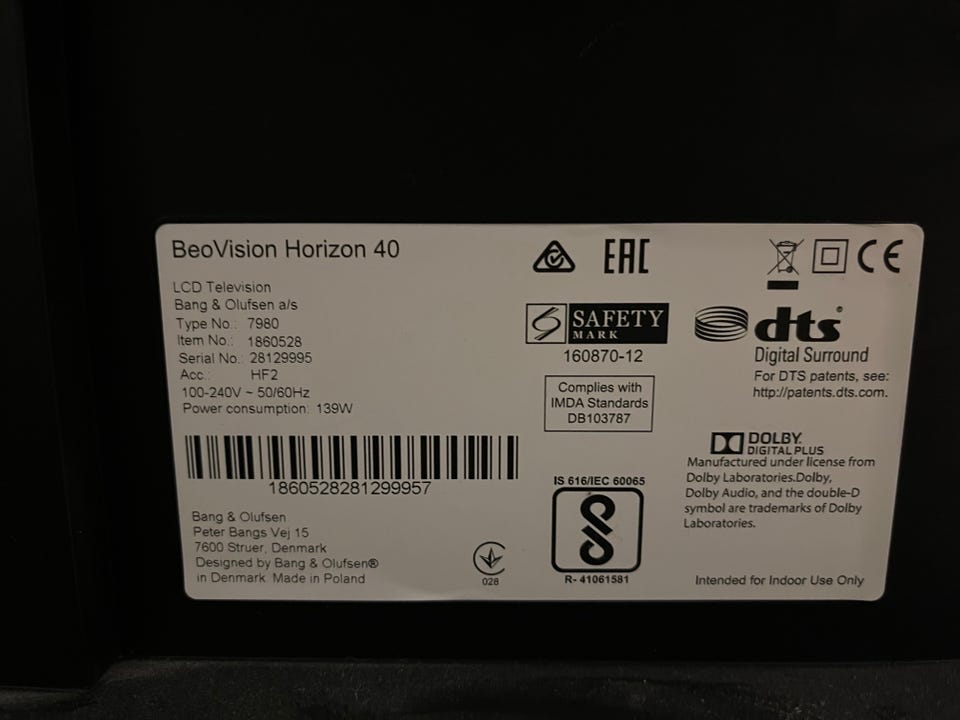 BeoVision Horizon 40
LCD Television
Bang & Olufsen a/s
Type No.: 7980
Item No.: 1860528
Serial No.: 28129995
Acc.: HF2
100-240V ~ 50/60Hz
Power consumption: 139W
1860528281299957
Bang & Olufsen
Peter Bangs Vej 15
7600 Struer, Denmark
Designed by Bang & Olufsen®
in Denmark. Made in Poland
028
EAC
SAFETY
MARK
160870-12
Complies with
IMDA Standards
DB103787
IS 616/IEC 60065
R- 41061581
CE
dts®
Digital Surround
For DTS patents, see:
http://patents.dts.com.
DOLBY.
DIGITAL PLUS
Manufactured under license from
Dolby Laboratories.Dolby,
Dolby Audio, and the double-D
symbol are trademarks of Dolby
Laboratories.
Intended for Indoor Use Only